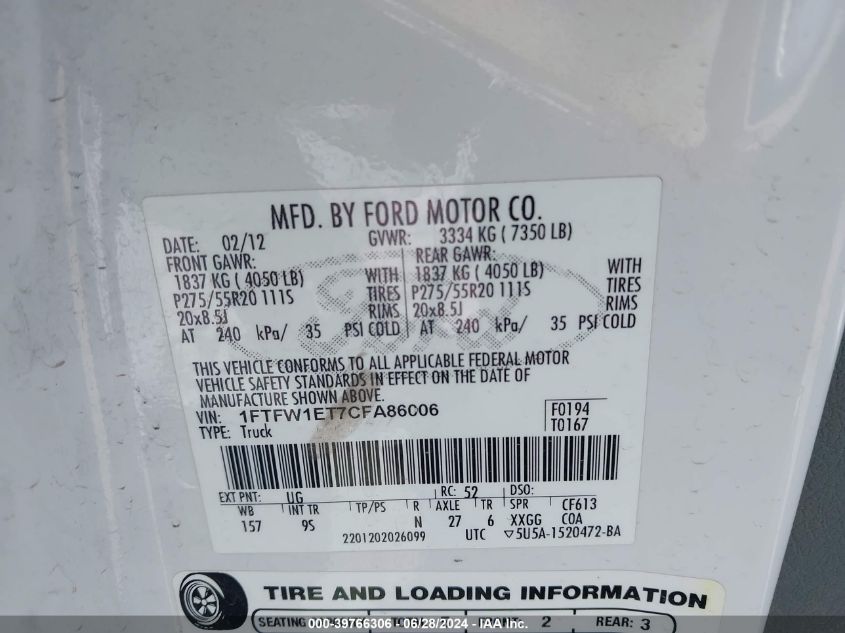 MFD. BY FORD MOTOR CO.
DATE: 02/12 GVWR: 3334 KG ( 7350 LB)
FRONT GAWR: REAR GAWR:
1837 KG ( 4050 LB) WITH 1837 KG ( 4050 LB) WITH
P275/55R20 111S TIRES P275/55R20 111S TIRES
20x8.5J RIMS 20x8.5J RIMS
AT 240 kPa/ 35 PSI COLD AT 240 kPa/ 35 PSI COLD
Ford
THIS VEHICLE CONFORMS TO ALL APPLICABLE FEDERAL MOTOR
VEHICLE SAFETY STANDARDS IN EFFECT ON THE DATE OF
MANUFACTURE SHOWN ABOVE.
VIN: 1FTFW1ET7CFA86006 F0194
TYPE: Truck T0167
EXT PNT: UG RC: 52 DSO:
WB INT TR TP/PS R AXLE TR SPR CF613
157 9S N 27 6 XXGG COA
2201202026099 UTC ▽5U5A-1520472-BA
TIRE AND LOADING INFORMATION
SEATING 2 REAR: 3
000-39766306 - 06/28/2024 - IAA Inc.